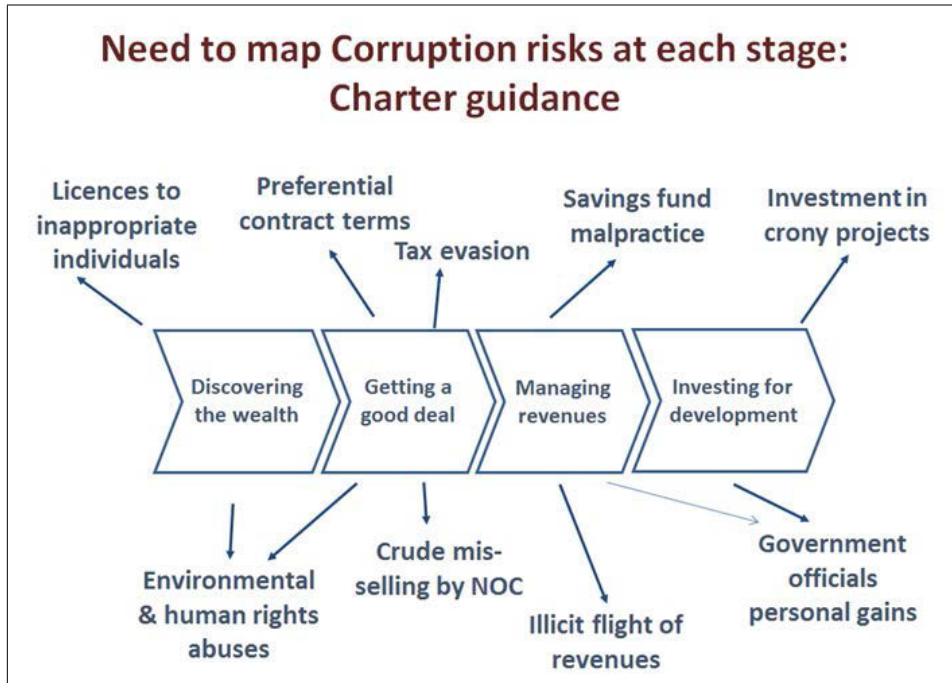 Need to map Corruption risks at each stage:
Charter guidance
Licences to
inappropriate
individuals
Preferential
contract terms
Tax evasion
Savings fund
malpractice
Investment in
crony projects
Discovering
the wealth
Getting a
good deal
Managing
revenues
Investing for
development
Environmental
& human rights
abuses
Crude mis-
selling by NOC
Illicit flight of
revenues
Government
officials
personal gains